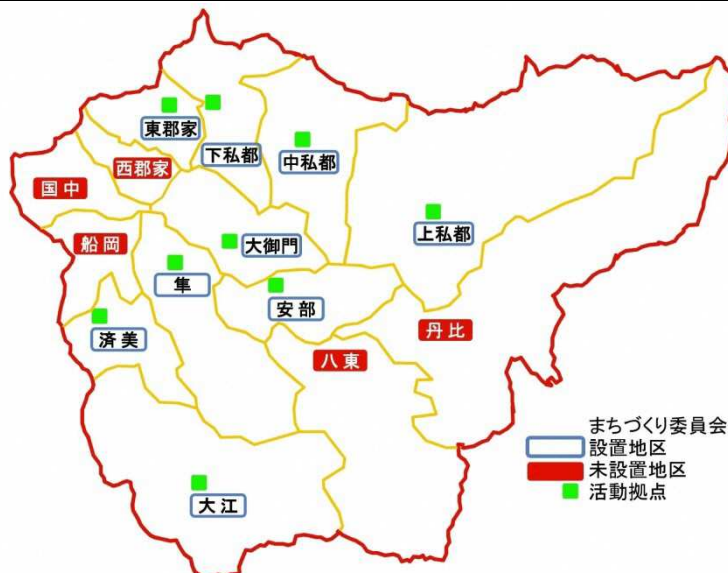 東郡家
下私都
中私都
西郡家
国中
上私都
船岡
大御門
隼
安部
済美
八東
丹比
大江
まちづくり委員会
設置地区
未設置地区
活動拠点